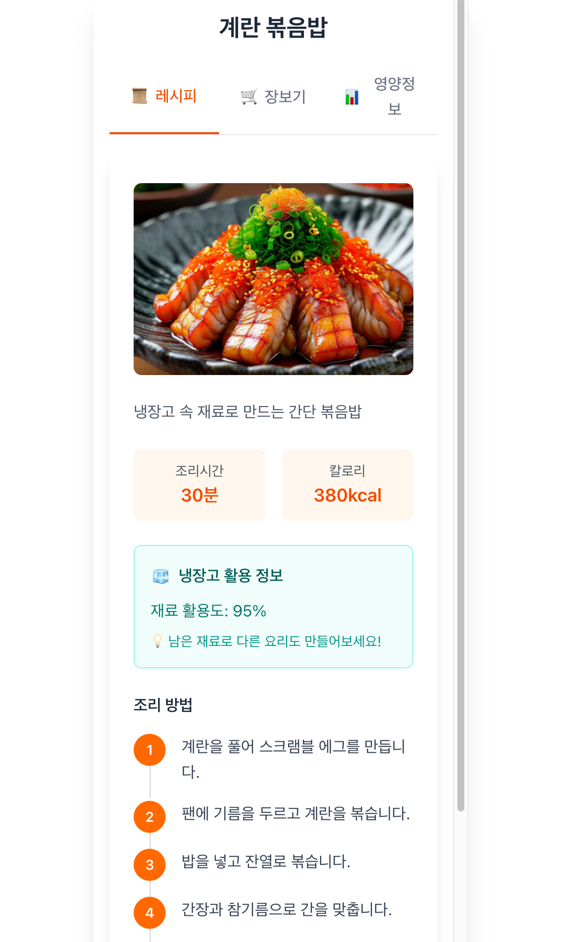 계란 볶음밥
레시피
장보기
영양정
보
냉장고 속 재료로 만드는 간단 볶음밥
조리시간
30분
칼로리
380kcal
냉장고 활용 정보
재료 활용도: 95%
남은 재료로 다른 요리도 만들어보세요!
조리 방법
1 계란을 풀어 스크램블 에그를 만듭니
다.
2 팬에 기름을 두르고 계란을 볶습니다.
3 밥을 넣고 잔열로 볶습니다.
4 간장과 참기름으로 간을 맞춥니다.